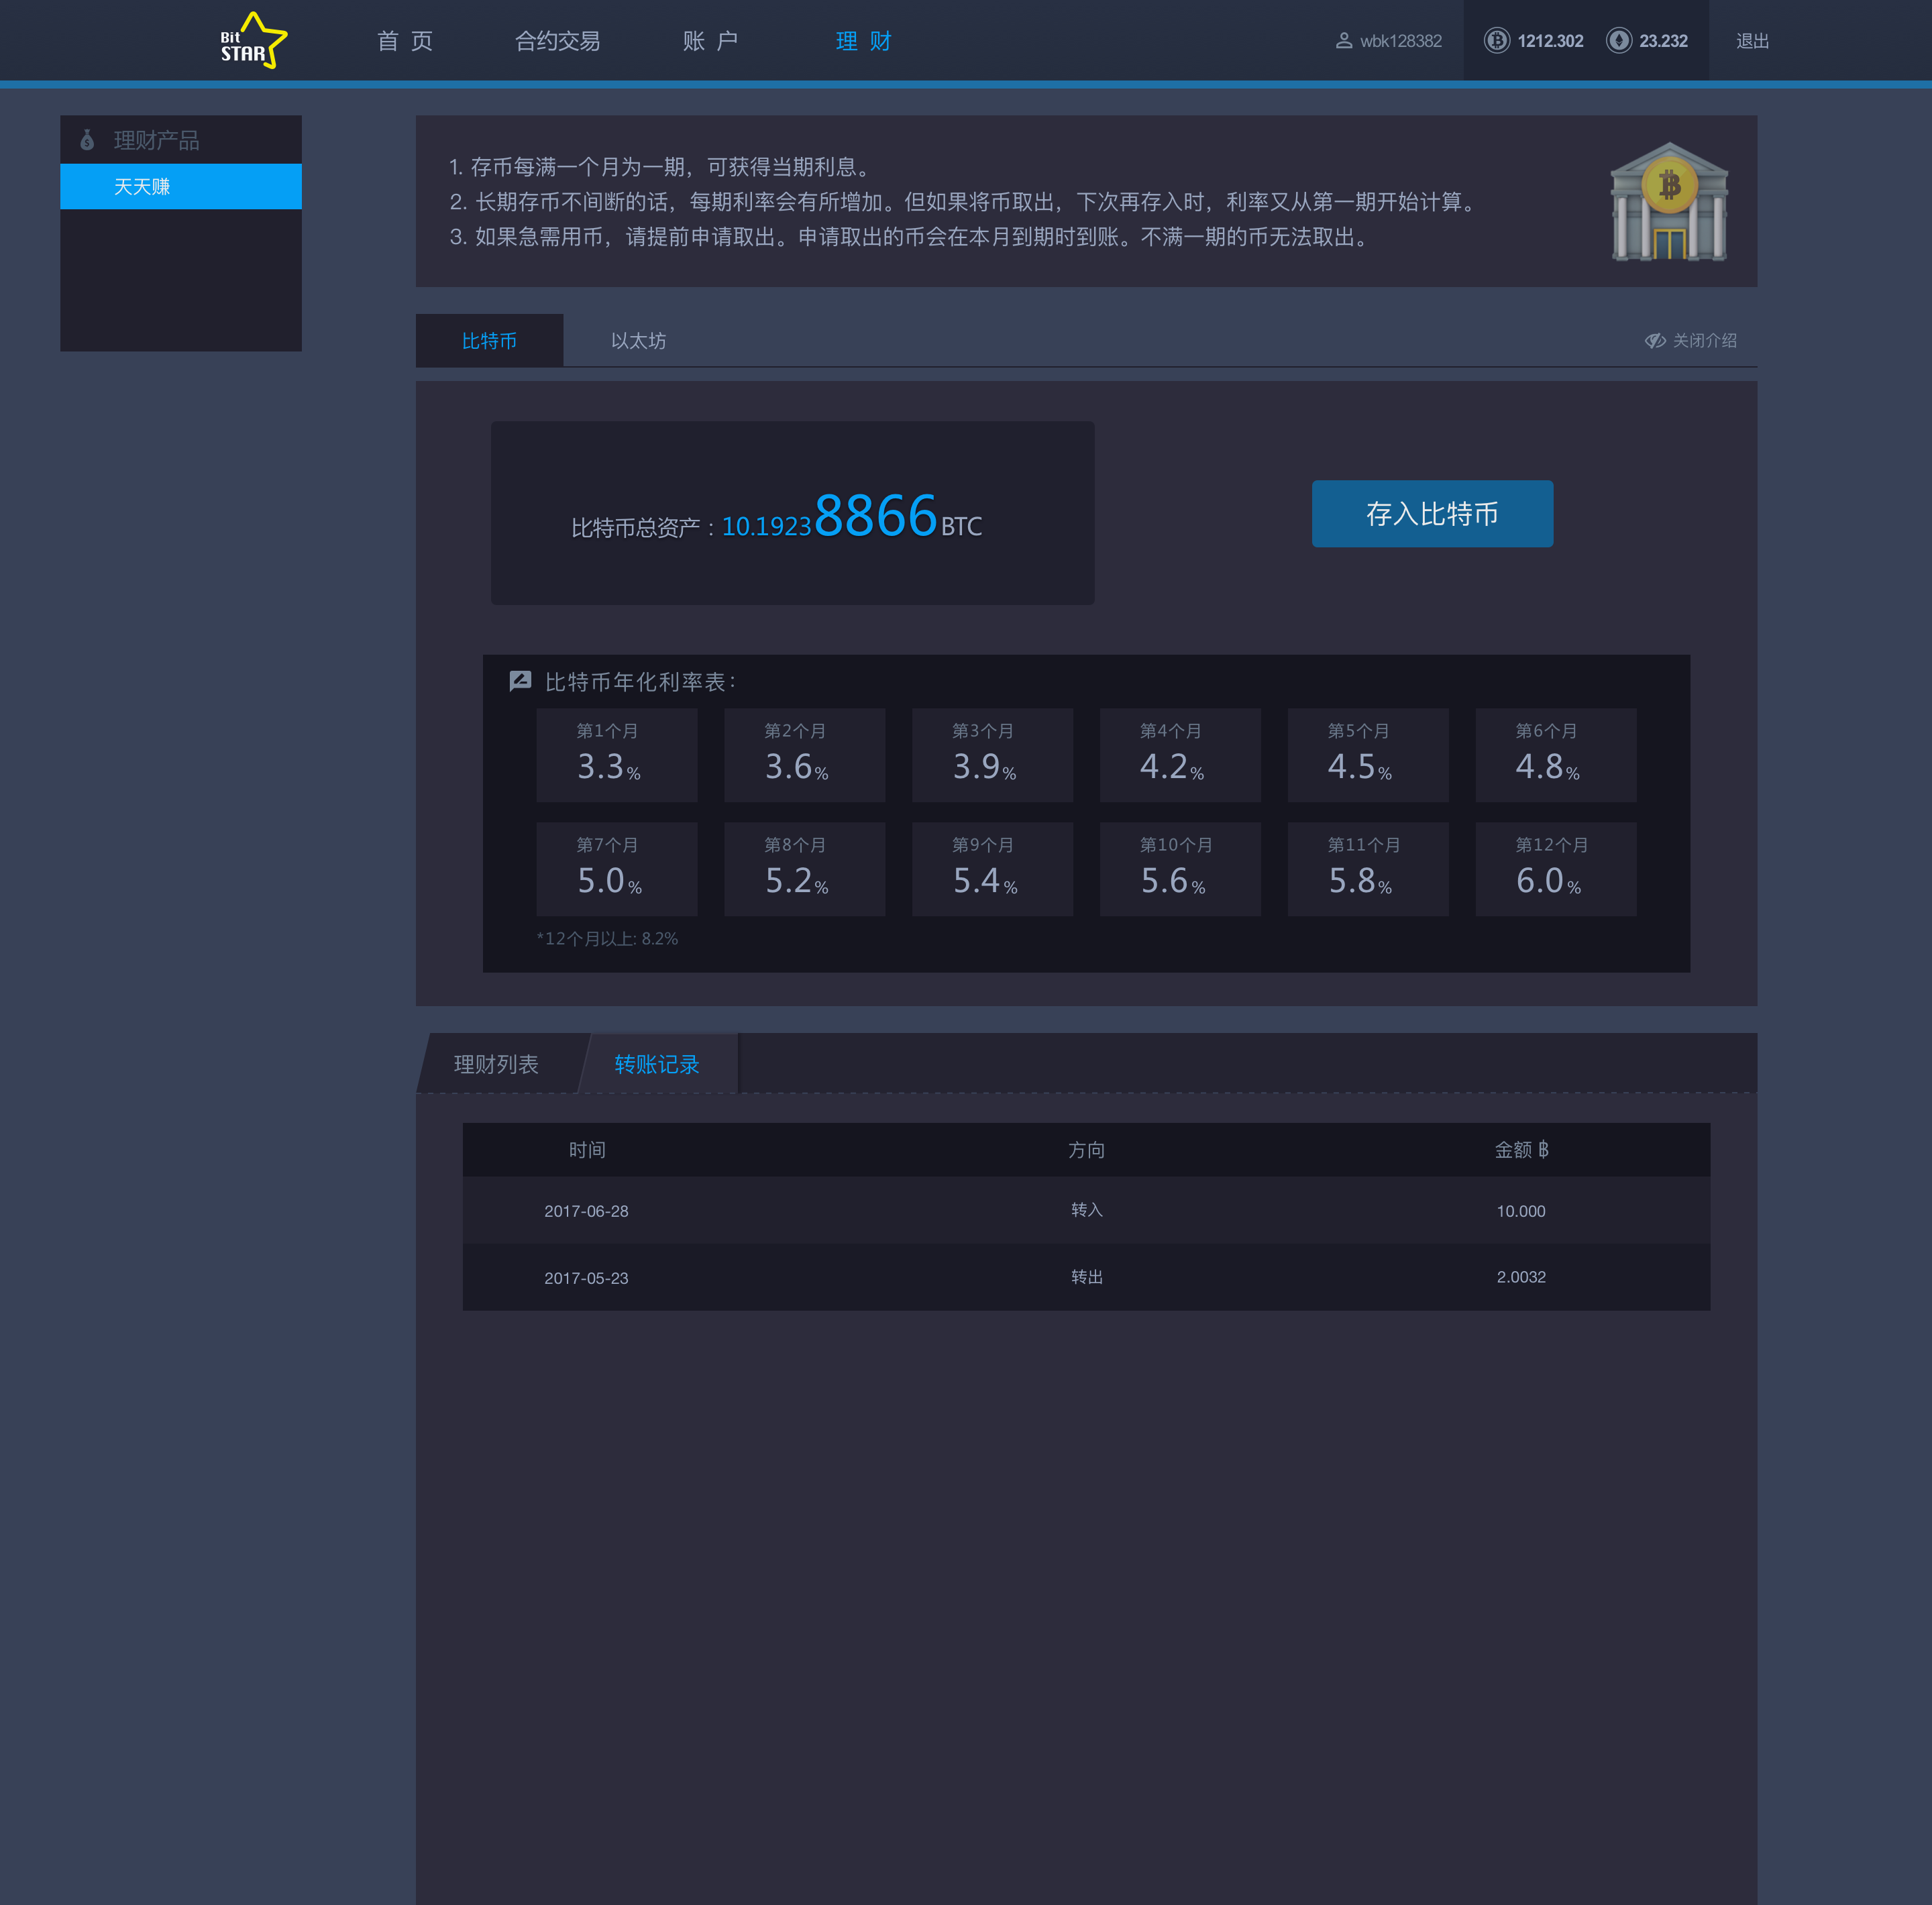 Bit
STAR
首 页
合约交易
账 户
理 财
wbk128382
1212.302
23.232
退出
理财产品
天天赚
1. 存币每满一个月为一期，可获得当期利息。
2. 长期存币不间断的话，每期利率会有所增加。但如果将币取出，下次再存入时，利率又从第一期开始计算。
3. 如果急需用币，请提前申请取出。申请取出的币会在本月到期时到账。不满一期的币无法取出。
比特币
以太坊
关闭介绍
比特币总资产：10.19238866BTC
存入比特币
比特币年化利率表：
第1个月
3.3%
第2个月
3.6%
第3个月
3.9%
第4个月
4.2%
第5个月
4.5%
第6个月
4.8%
第7个月
5.0%
第8个月
5.2%
第9个月
5.4%
第10个月
5.6%
第11个月
5.8%
第12个月
6.0%
*12个月以上: 8.2%
理财列表
转账记录
时间 方向 金额 ฿
2017-06-28 转入 10.000
2017-05-23 转出 2.0032